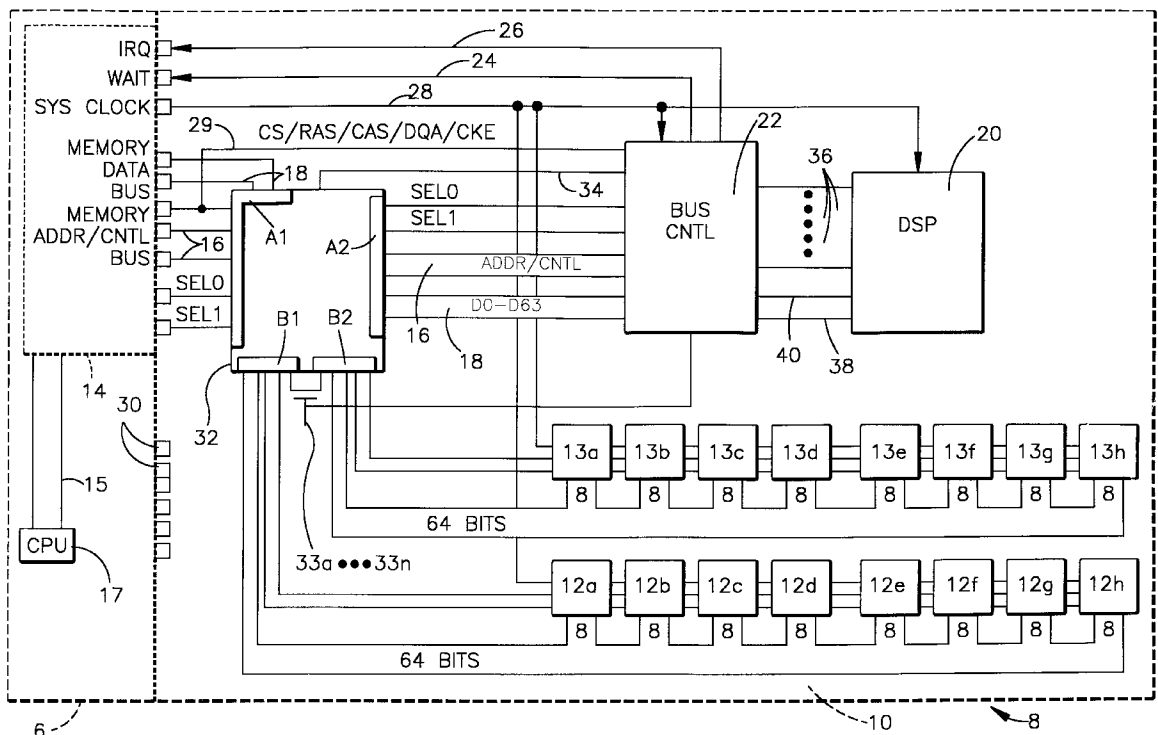 IRQ
26
WAIT
24
SYS CLOCK
28
CS/RAS/CAS/DQA/CKE
29
22
20
MEMORY
DATA
BUS
18
36
34
MEMORY
ADDR/CNTL
BUS
16
A1
A2
SEL0
SEL1
BUS
CNTL
DSP
ADDR/CNTL
SEL0
SEL1
D0-D63
16
18
40
38
B1
B2
14
32
30
13a
13b
13c
13d
13e
13f
13g
13h
8
8
8
8
8
8
8
8
15
64 BITS
CPU
17
33a ••• 33n
12a
12b
12c
12d
12e
12f
12g
12h
8
8
8
8
8
8
8
8
64 BITS
6
10
8